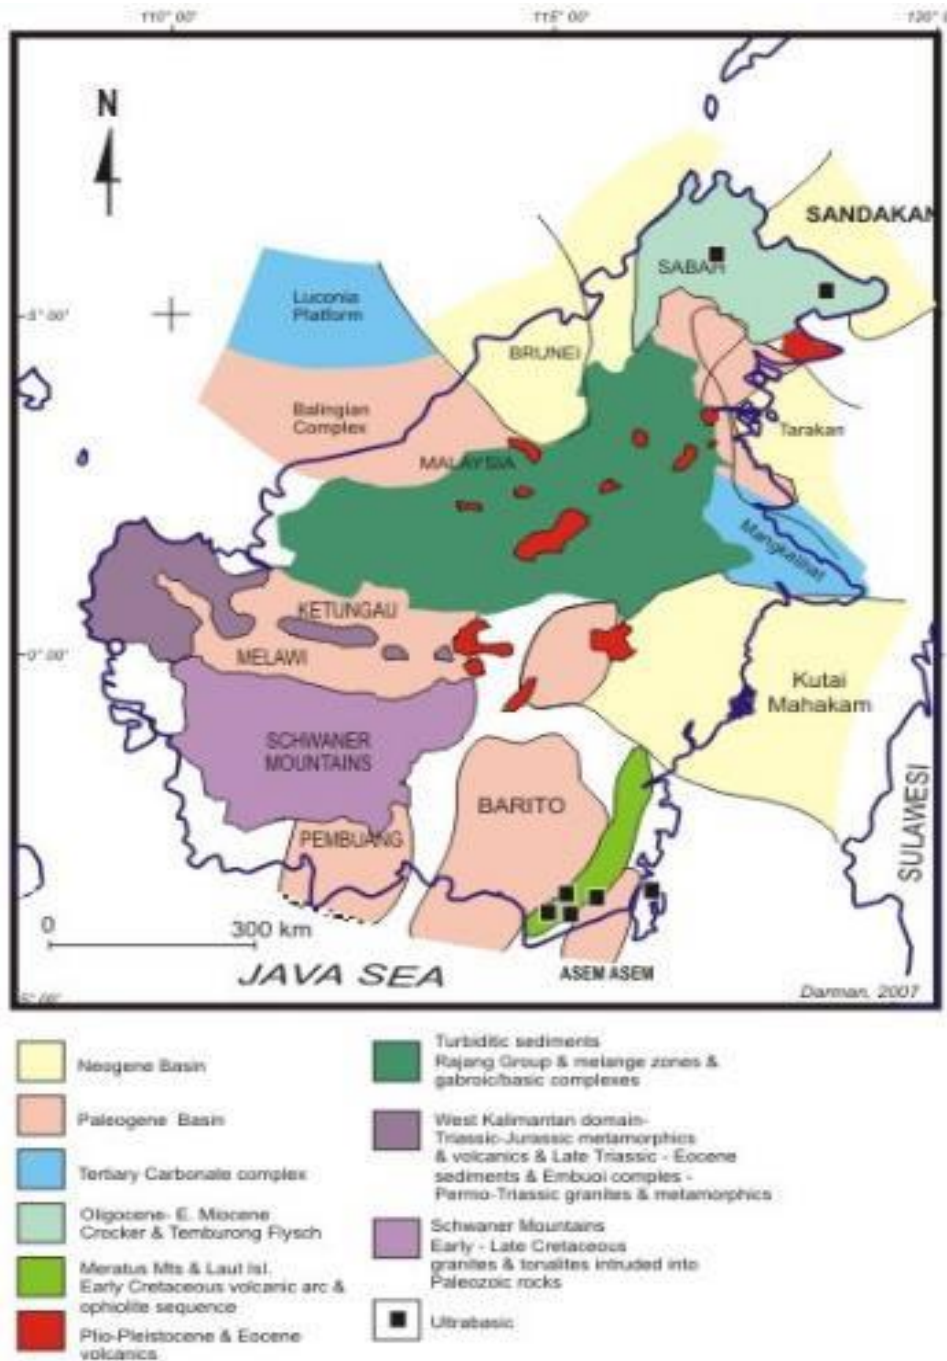 110° 00'
115° 00'
120° 0
N
SANDAKAN
SABAH
Luconia
Platform
5° 00'
BRUNEI
Balingian
Complex
Tarakan
MALAYSIA
Mangkalihat
KETUNGAU
0° 00'
MELAWI
Kutai
Mahakam
SCHWANER
MOUNTAINS
SULAWESI
BARITO
PEMBUANG
0
300 km
JAVA SEA
ASEM ASEM
Darman, 2007
5° 00'
Neogene Basin
Paleogene Basin
Tertiary Carbonate complex
Oligocene- E. Miocene
Crocker & Temburong Flysch
Meratus Mts & Laut Isl.
Early Cretaceous volcanic arc &
ophiolite sequence
Plio-Pleistocene & Eocene
volcanics
Turbiditic sediments
Rajang Group & melange zones &
gabroic/basic complexes
West Kalimantan domain-
Triassic-Jurassic metamorphics
& volcanics & Late Triassic - Eocene
sediments & Embuoi comples -
Permo-Triassic granites & metamorphics
Schwaner Mountains
Early - Late Cretaceous
granites & tonalites intruded into
Paleozoic rocks
Ultrabasic